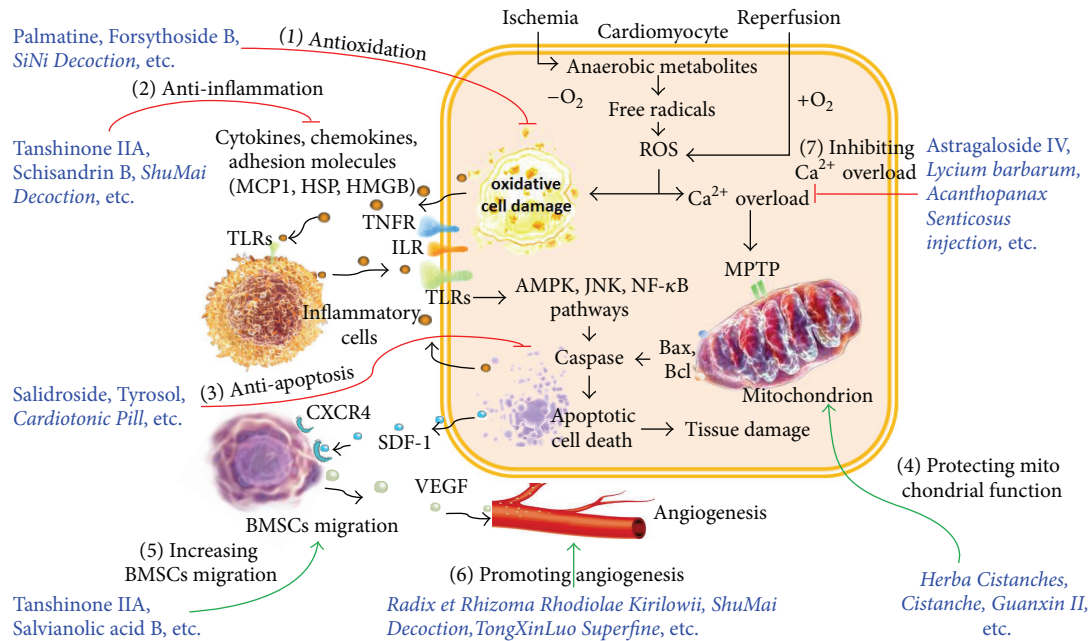 Ischemia
Reperfusion
Cardiomyocyte
Palmatine, Forsythoside B,
SiNi Decoction, etc.
(1) Antioxidation
Anaerobic metabolites
−O2
Free radicals
+O2
ROS
(2) Anti-inflammation
Cytokines, chemokines,
adhesion molecules
(MCP1, HSP, HMGB)
Tanshinone IIA,
Schisandrin B, ShuMai
Decoction, etc.
oxidative
cell damage
Ca2+ overload
(7) Inhibiting
Ca2+ overload
Astragaloside IV,
Lycium barbarum,
Acanthopanax
Senticosus
injection, etc.
TNFR
ILR
TLRs
TLRs
Inflammatory
cells
AMPK, JNK, NF-κB
pathways
MPTP
Caspase
Bax,
Bcl
Mitochondrion
(3) Anti-apoptosis
Salidroside, Tyrosol,
Cardiotonic Pill, etc.
Apoptotic
cell death
Tissue damage
CXCR4
SDF-1
(4) Protecting mito
chondrial function
VEGF
Angiogenesis
BMSCs migration
(5) Increasing
BMSCs migration
(6) Promoting angiogenesis
Tanshinone IIA,
Salvianolic acid B, etc.
Radix et Rhizoma Rhodiolae Kirilowii, ShuMai
Decoction,TongXinLuo Superfine, etc.
Herba Cistanches,
Cistanche, Guanxin II,
etc.